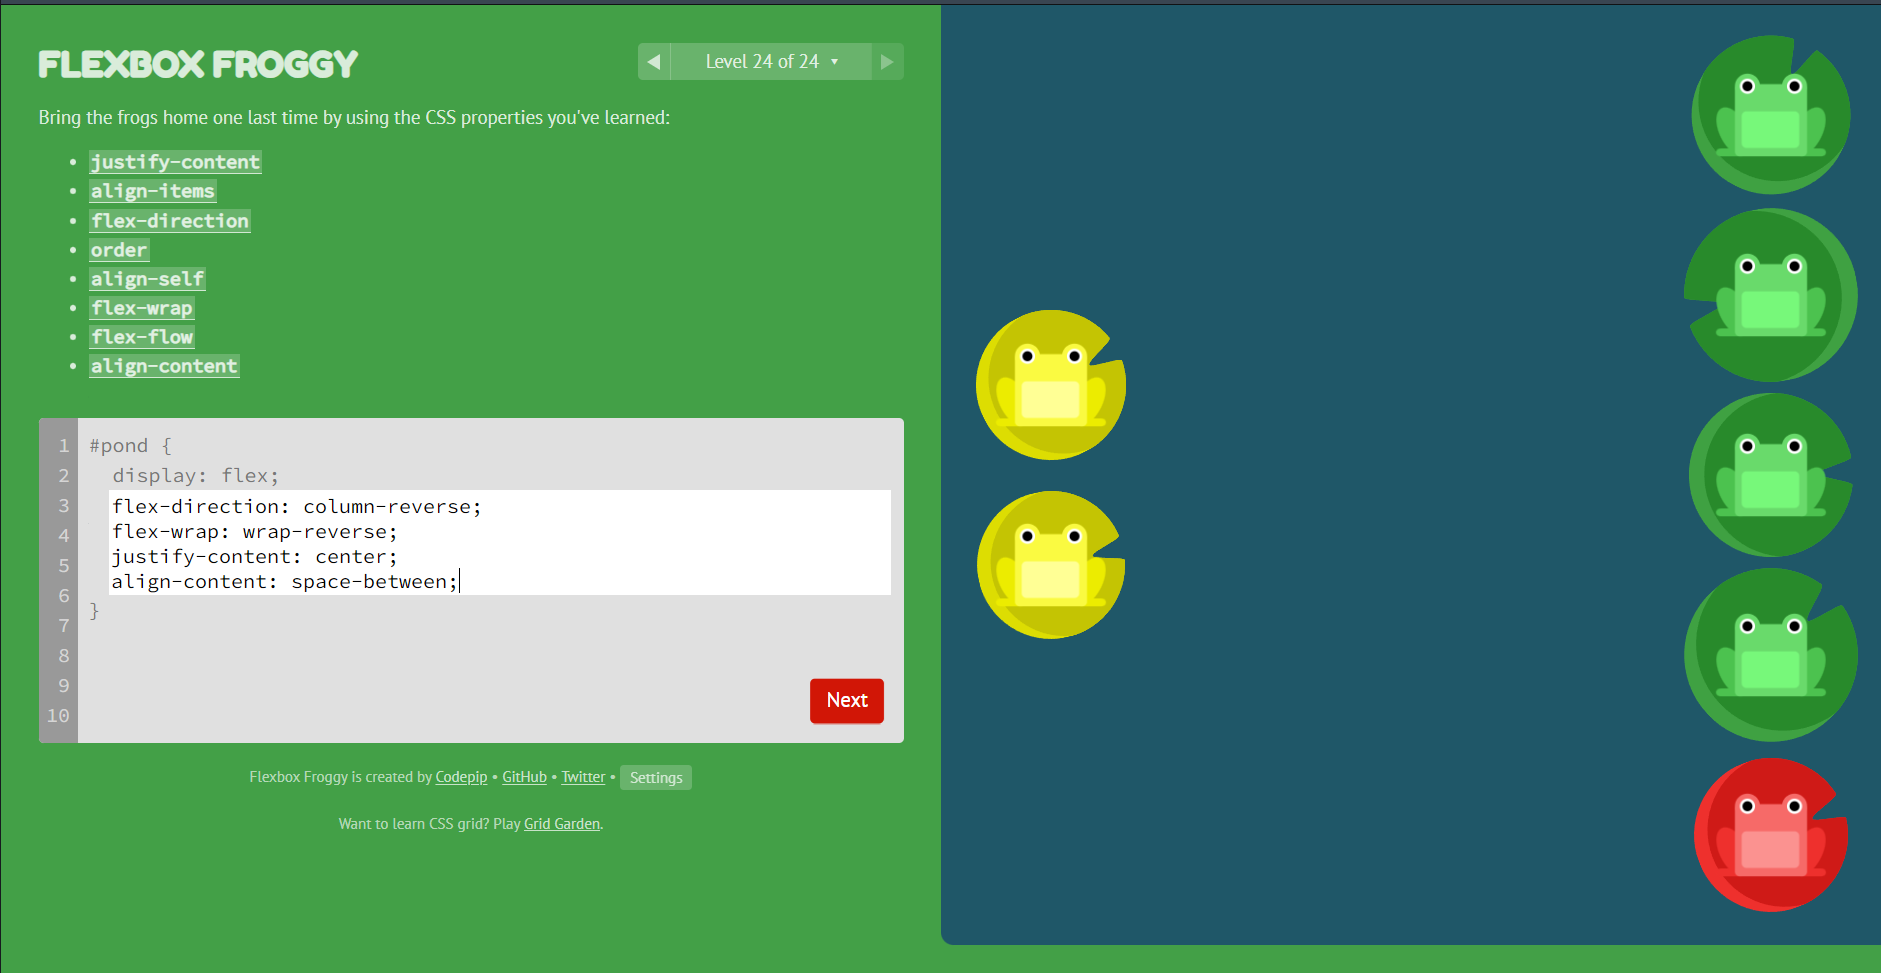 FLEXBOX FROGGY
◀ Level 24 of 24 ▼ ▶
Bring the frogs home one last time by using the CSS properties you've learned:
• justify-content
• align-items
• flex-direction
• order
• align-self
• flex-wrap
• flex-flow
• align-content
1 #pond {
2 display: flex;
3 flex-direction: column-reverse;
4 flex-wrap: wrap-reverse;
5 justify-content: center;
6 align-content: space-between;
7 }
8
9
10
Next
Flexbox Froggy is created by Codepip • GitHub • Twitter • Settings
Want to learn CSS grid? Play Grid Garden.